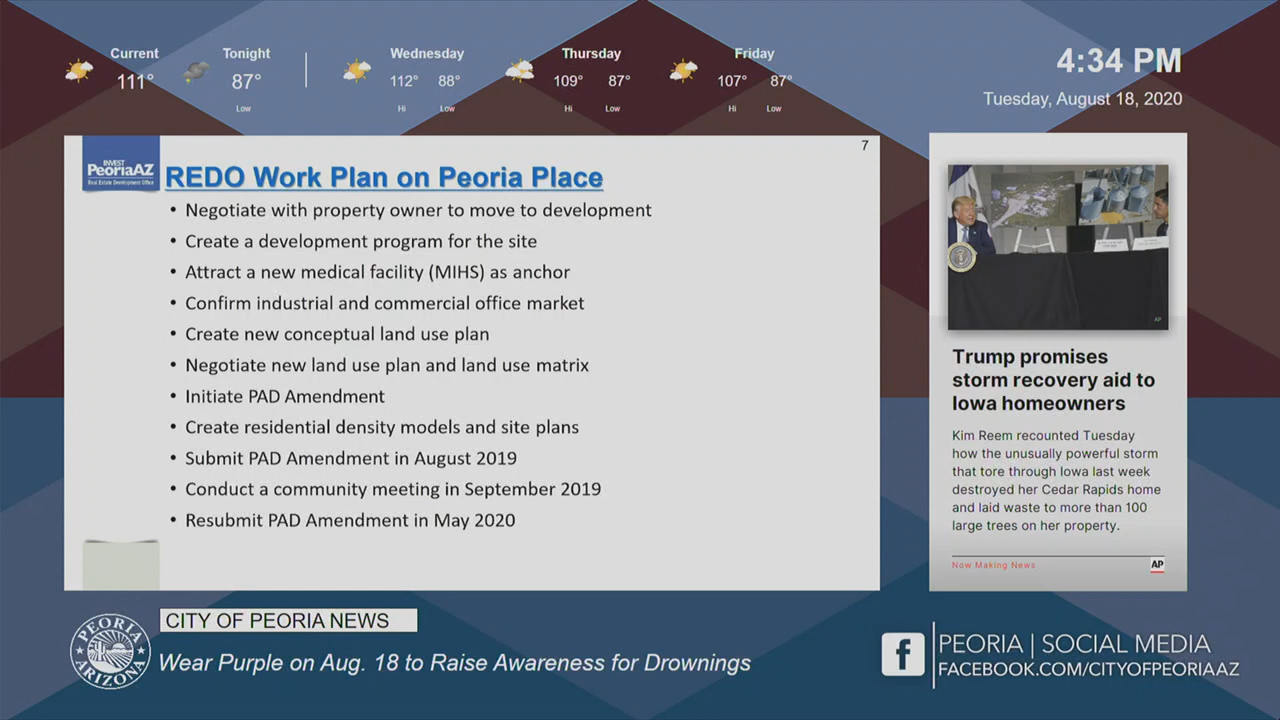 Current
111°
Tonight
87°
Low
Wednesday
112° 88°
Hi Low
Thursday
109° 87°
Hi Low
Friday
107° 87°
Hi Low
4:34 PM
Tuesday, August 18, 2020
7
INVEST
PeoriaAZ
Real Estate Development Office
REDO Work Plan on Peoria Place
• Negotiate with property owner to move to development
• Create a development program for the site
• Attract a new medical facility (MIHS) as anchor
• Confirm industrial and commercial office market
• Create new conceptual land use plan
• Negotiate new land use plan and land use matrix
• Initiate PAD Amendment
• Create residential density models and site plans
• Submit PAD Amendment in August 2019
• Conduct a community meeting in September 2019
• Resubmit PAD Amendment in May 2020
AP
Trump promises
storm recovery aid to
Iowa homeowners
Kim Reem recounted Tuesday
how the unusually powerful storm
that tore through Iowa last week
destroyed her Cedar Rapids home
and laid waste to more than 100
large trees on her property.
Now Making News
AP
PEORIA
ARIZONA
CITY OF PEORIA NEWS
Wear Purple on Aug. 18 to Raise Awareness for Drownings
f
PEORIA | SOCIAL MEDIA
FACEBOOK.COM/CITYOFPEORIAAZ